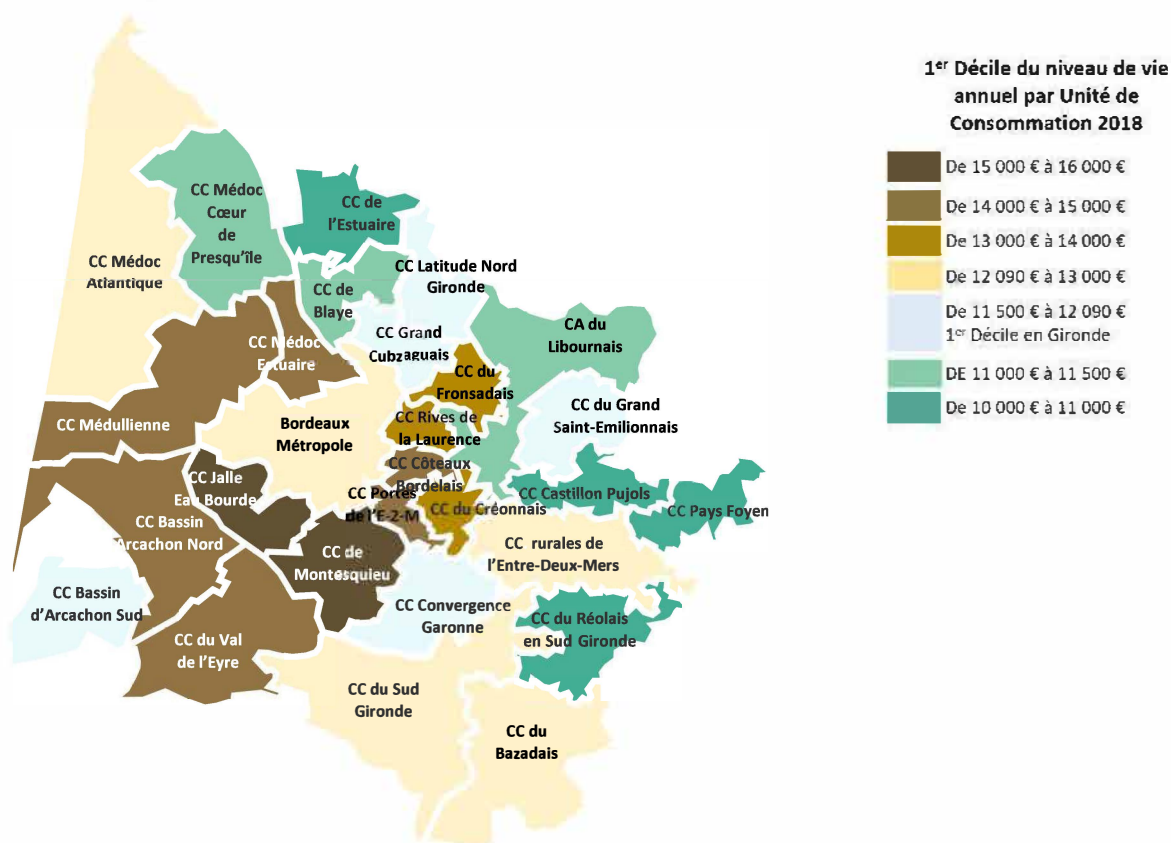 1er Décile du niveau de vie
annuel par Unité de
Consommation 2018
De 15 000 € à 16 000 €
De 14 000 € à 15 000 €
De 13 000 € à 14 000 €
De 12 090 € à 13 000 €
De 11 500 € à 12 090 €
1er Décile en Gironde
DE 11 000 € à 11 500 €
De 10 000 € à 11 000 €
CC Médoc
Cœur
de
Presqu'île
CC de
l'Estuaire
CC Médoc
Atlantique
CC Latitude Nord
Gironde
CC de
Blaye
CC Grand
Cubzaguais
CA du
Libournais
CC Médoc
Estuaire
CC du
Fronsadais
CC Médullienne
Bordeaux
Métropole
CC Rives de
la Laurence
CC du Grand
Saint-Emilionnais
CC Côteaux
Bordelais
CC Jalle
Eau Bourde
CC Portes
de l'E-2-M
CC du Créonnais
CC Castillon Pujols
CC Pays Foyen
CC Bassin
Arcachon Nord
CC rurales de
l'Entre-Deux-Mers
CC de
Montesquieu
CC Bassin
d'Arcachon Sud
CC Convergence
Garonne
CC du Réolais
en Sud Gironde
CC du Val
de l'Eyre
CC du Sud
Gironde
CC du
Bazadais